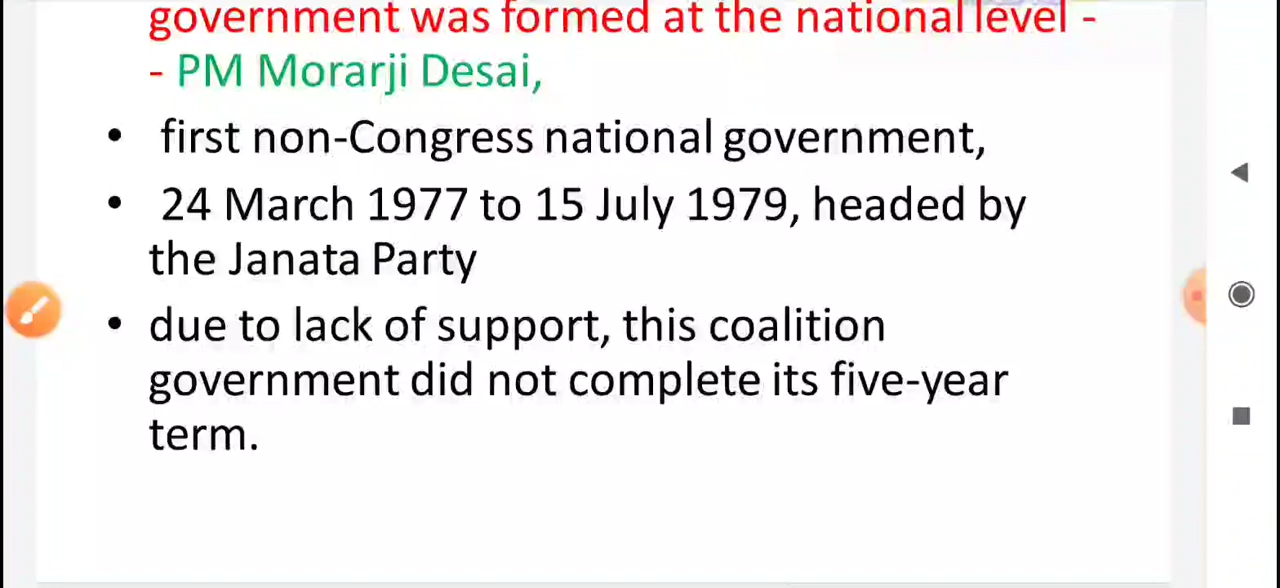 government was formed at the national level -
- PM Morarji Desai,
• first non-Congress national government,
• 24 March 1977 to 15 July 1979, headed by
the Janata Party
• due to lack of support, this coalition
government did not complete its five-year
term.